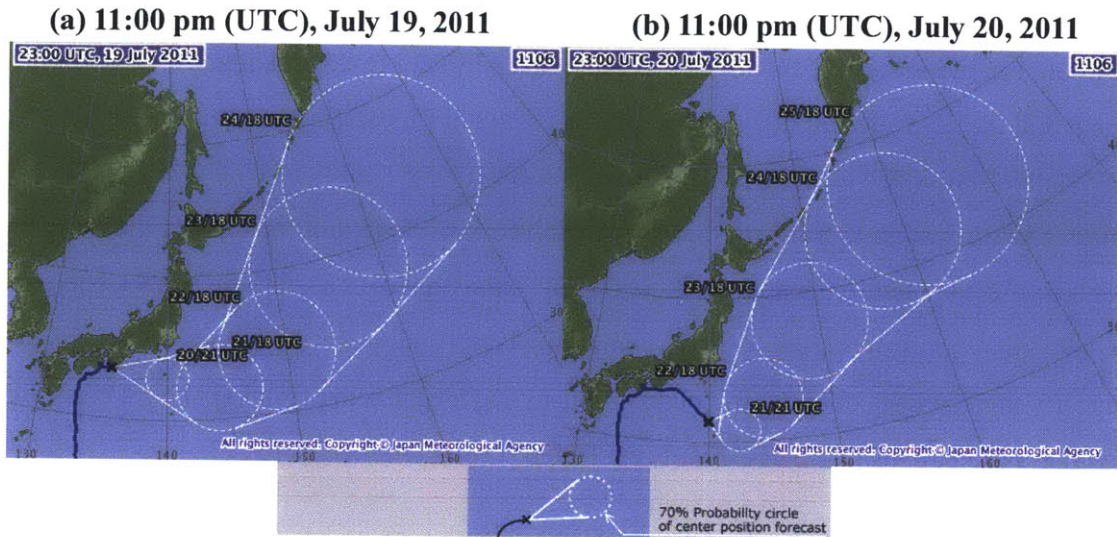 (a) 11:00 pm (UTC), July 19, 2011
(b) 11:00 pm (UTC), July 20, 2011
23:00 UTC, 19 July 2011
1106
24/18 UTC
23/18 UTC
22/18 UTC
21/18 UTC
20/21 UTC
40
30
All rights reserved. Copyright © Japan Meteorological Agency
130
140
150
160
23:00 UTC, 20 July 2011
1106
25/18 UTC
24/18 UTC
23/18 UTC
22/18 UTC
21/21 UTC
40
30
All rights reserved. Copyright © Japan Meteorological Agency
130
140
150
160
70% Probability circle
of center position forecast